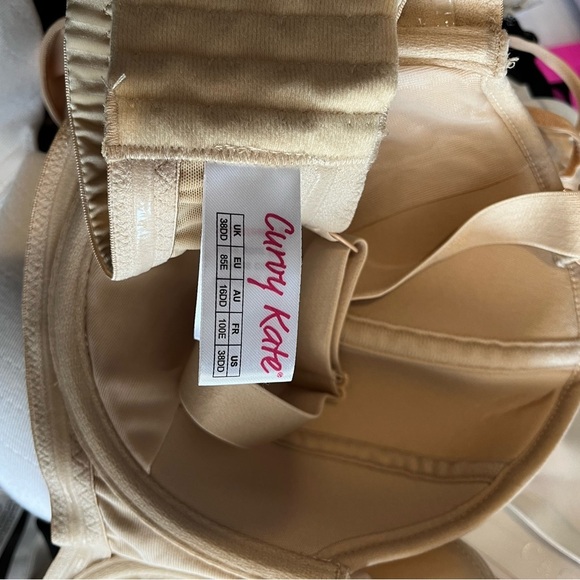 Curvy Kate®
UK EU AU FR US
38DD 85E 16DD 100E 38DD